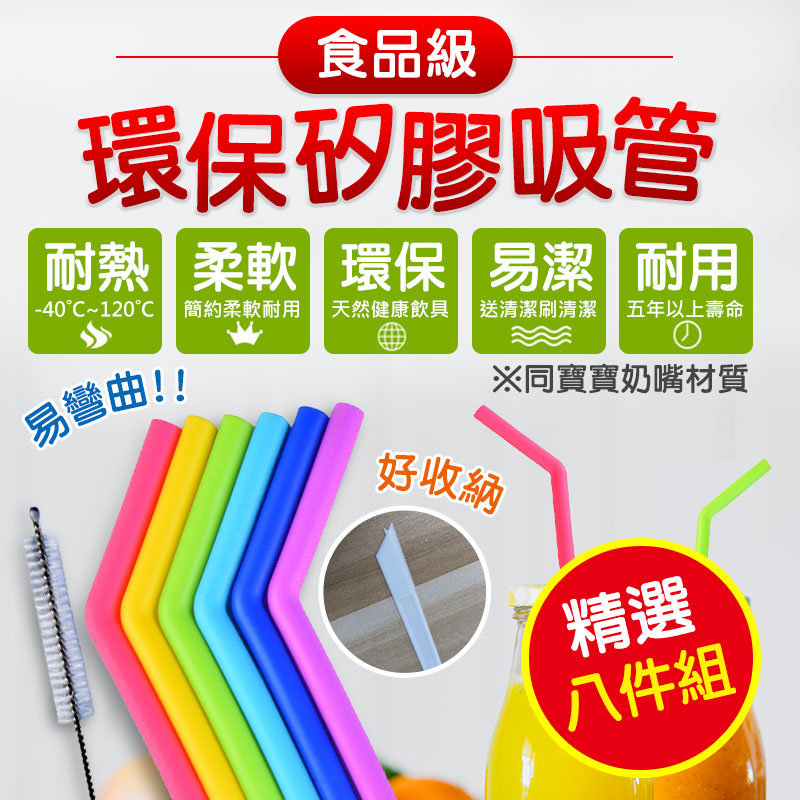 食品級
環保矽膠吸管
耐熱
-40°C~120°C
柔軟
簡約柔軟耐用
環保
天然健康飲具
易潔
送清潔刷清潔
耐用
五年以上壽命
※同寶寶奶嘴材質
易彎曲!!
好收納
精選
八件組